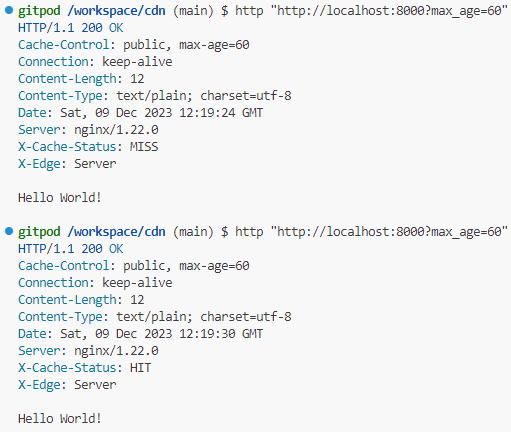 gitpod /workspace/cdn (main) $ http "http://localhost:8000?max_age=60"
HTTP/1.1 200 OK
Cache-Control: public, max-age=60
Connection: keep-alive
Content-Length: 12
Content-Type: text/plain; charset=utf-8
Date: Sat, 09 Dec 2023 12:19:24 GMT
Server: nginx/1.22.0
X-Cache-Status: MISS
X-Edge: Server
Hello World!
gitpod /workspace/cdn (main) $ http "http://localhost:8000?max_age=60"
HTTP/1.1 200 OK
Cache-Control: public, max-age=60
Connection: keep-alive
Content-Length: 12
Content-Type: text/plain; charset=utf-8
Date: Sat, 09 Dec 2023 12:19:30 GMT
Server: nginx/1.22.0
X-Cache-Status: HIT
X-Edge: Server
Hello World!